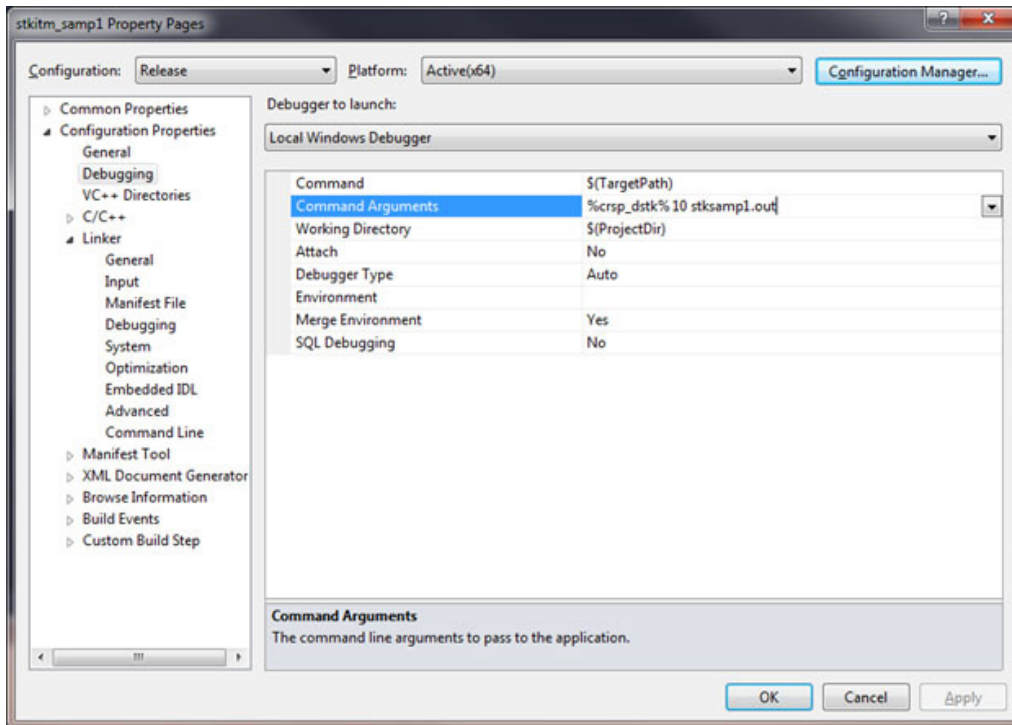 stkitm_samp1 Property Pages
Configuration: Release Platform: Active(x64) Configuration Manager...
Common Properties
Configuration Properties
General
Debugging
VC++ Directories
C/C++
Linker
General
Input
Manifest File
Debugging
System
Optimization
Embedded IDL
Advanced
Command Line
Manifest Tool
XML Document Generator
Browse Information
Build Events
Custom Build Step
Debugger to launch:
Local Windows Debugger
Command $(TargetPath)
Command Arguments %crsp_dstk% 10 stksamp1.out
Working Directory $(ProjectDir)
Attach No
Debugger Type Auto
Environment
Merge Environment Yes
SQL Debugging No
Command Arguments
The command line arguments to pass to the application.
OK Cancel Apply